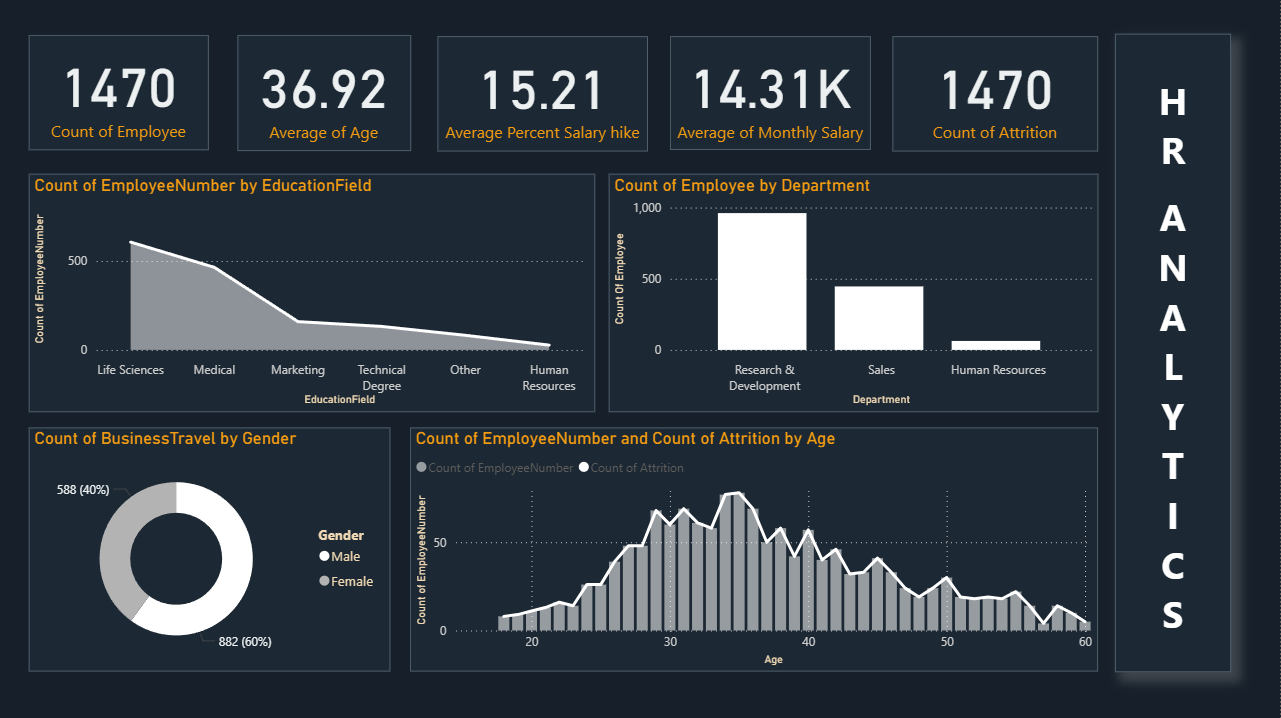 1470
Count of Employee
36.92
Average of Age
15.21
Average Percent Salary hike
14.31K
Average of Monthly Salary
1470
Count of Attrition
HR ANALYTICS
Count of EmployeeNumber by EducationField
Count of EmployeeNumber
500
0
Life Sciences
Medical
Marketing
Technical
Degree
Other
Human
Resources
EducationField
Count of Employee by Department
Count Of Employee
1,000
500
0
Research &
Development
Sales
Human Resources
Department
Count of BusinessTravel by Gender
588 (40%)
882 (60%)
Gender
Male
Female
Count of EmployeeNumber and Count of Attrition by Age
Count of EmployeeNumber
Count of Attrition
Count of EmployeeNumber
50
0
20
30
40
50
60
Age